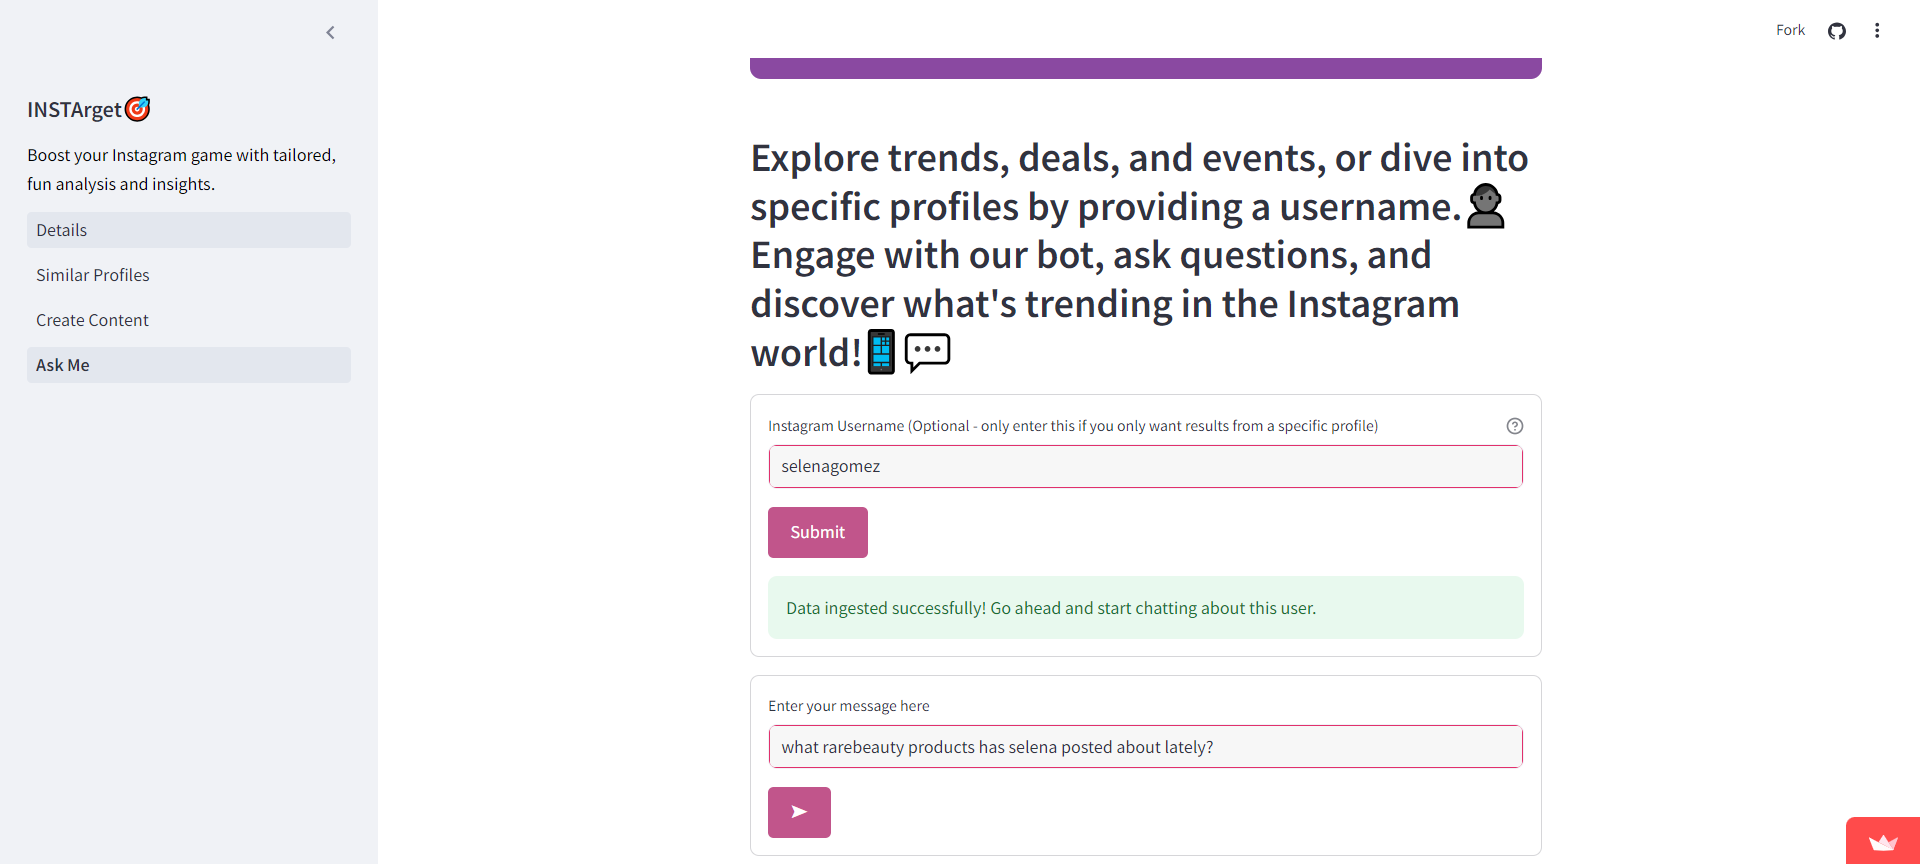 Fork
INSTArget
Boost your Instagram game with tailored,
fun analysis and insights.
Details
Similar Profiles
Create Content
Ask Me
Explore trends, deals, and events, or dive into
specific profiles by providing a username.
Engage with our bot, ask questions, and
discover what's trending in the Instagram
world!
Instagram Username (Optional - only enter this if you only want results from a specific profile)
selenagomez
Submit
Data ingested successfully! Go ahead and start chatting about this user.
Enter your message here
what rarebeauty products has selena posted about lately?